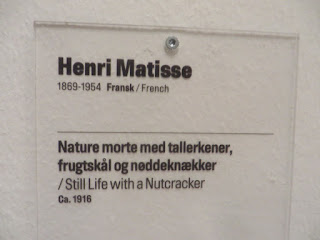 Henri Matisse
1869-1954 Fransk / French
Nature morte med tallerkener,
frugtskål og nøddeknækker
/ Still Life with a Nutcracker
Ca. 1916